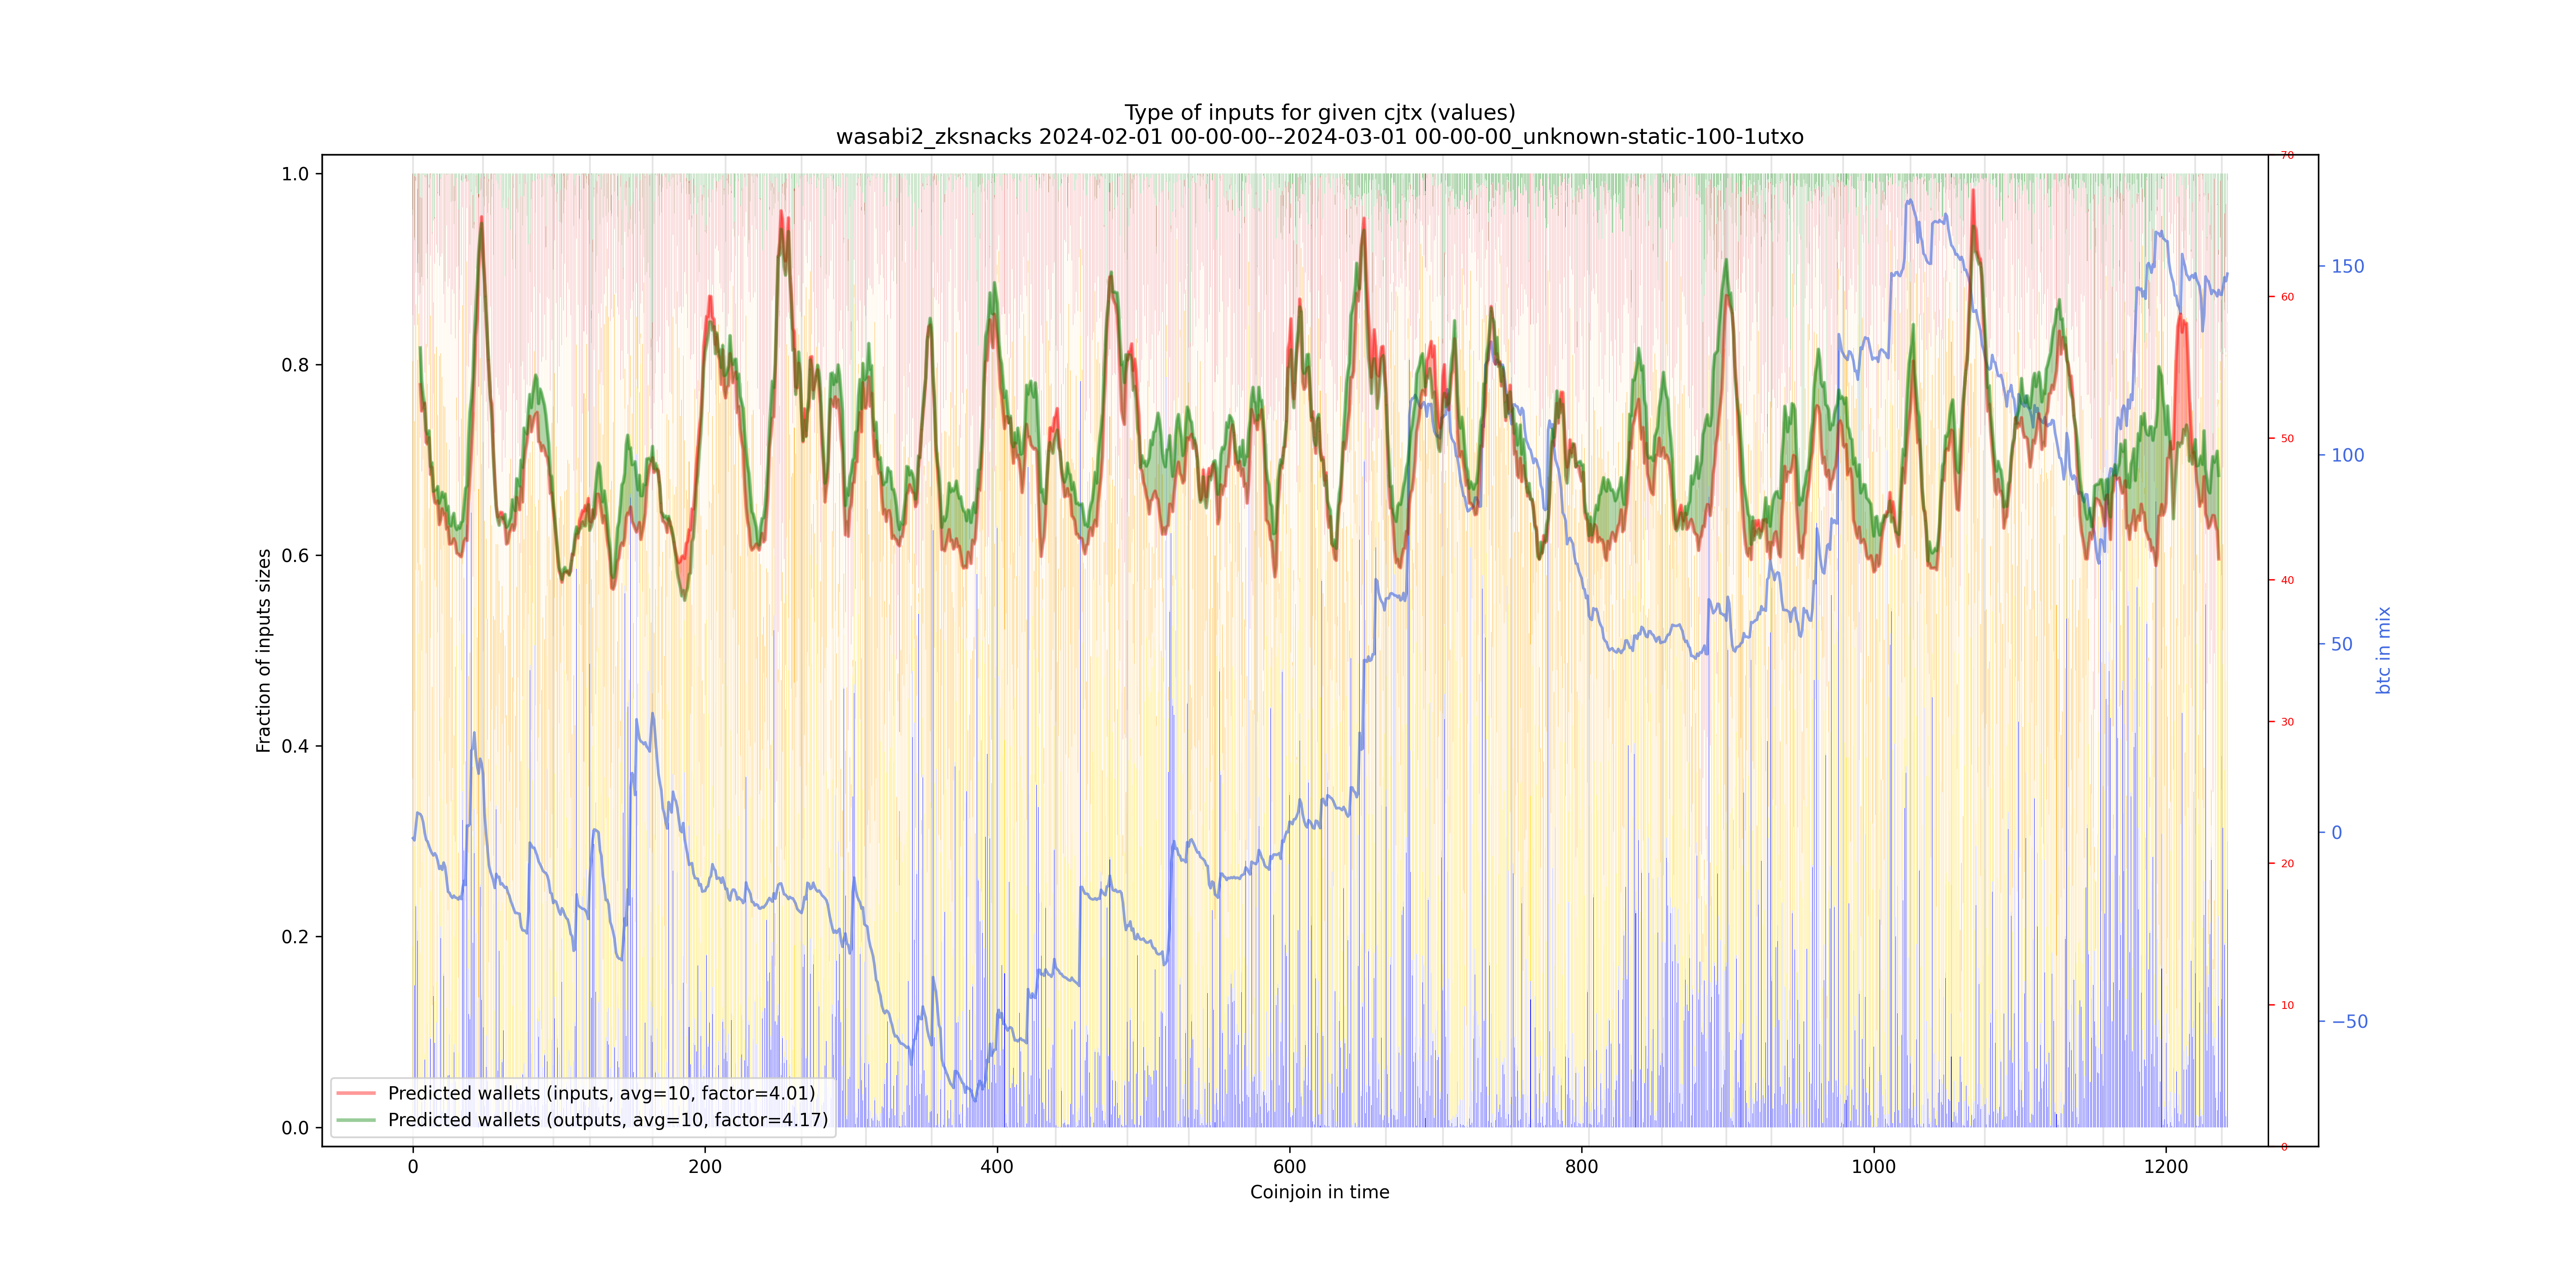 Type of inputs for given cjtx (values)
wasabi2_zksnacks 2024-02-01 00-00-00--2024-03-01 00-00-00_unknown-static-100-1utxo
Fraction of inputs sizes
1.0
0.8
0.6
0.4
0.2
0.0
Predicted wallets (inputs, avg=10, factor=4.01)
Predicted wallets (outputs, avg=10, factor=4.17)
0 200 400 600 800 1000 1200
Coinjoin in time
70
60
50
40
30
20
10
0
150
100
50
0
−50
btc in mix